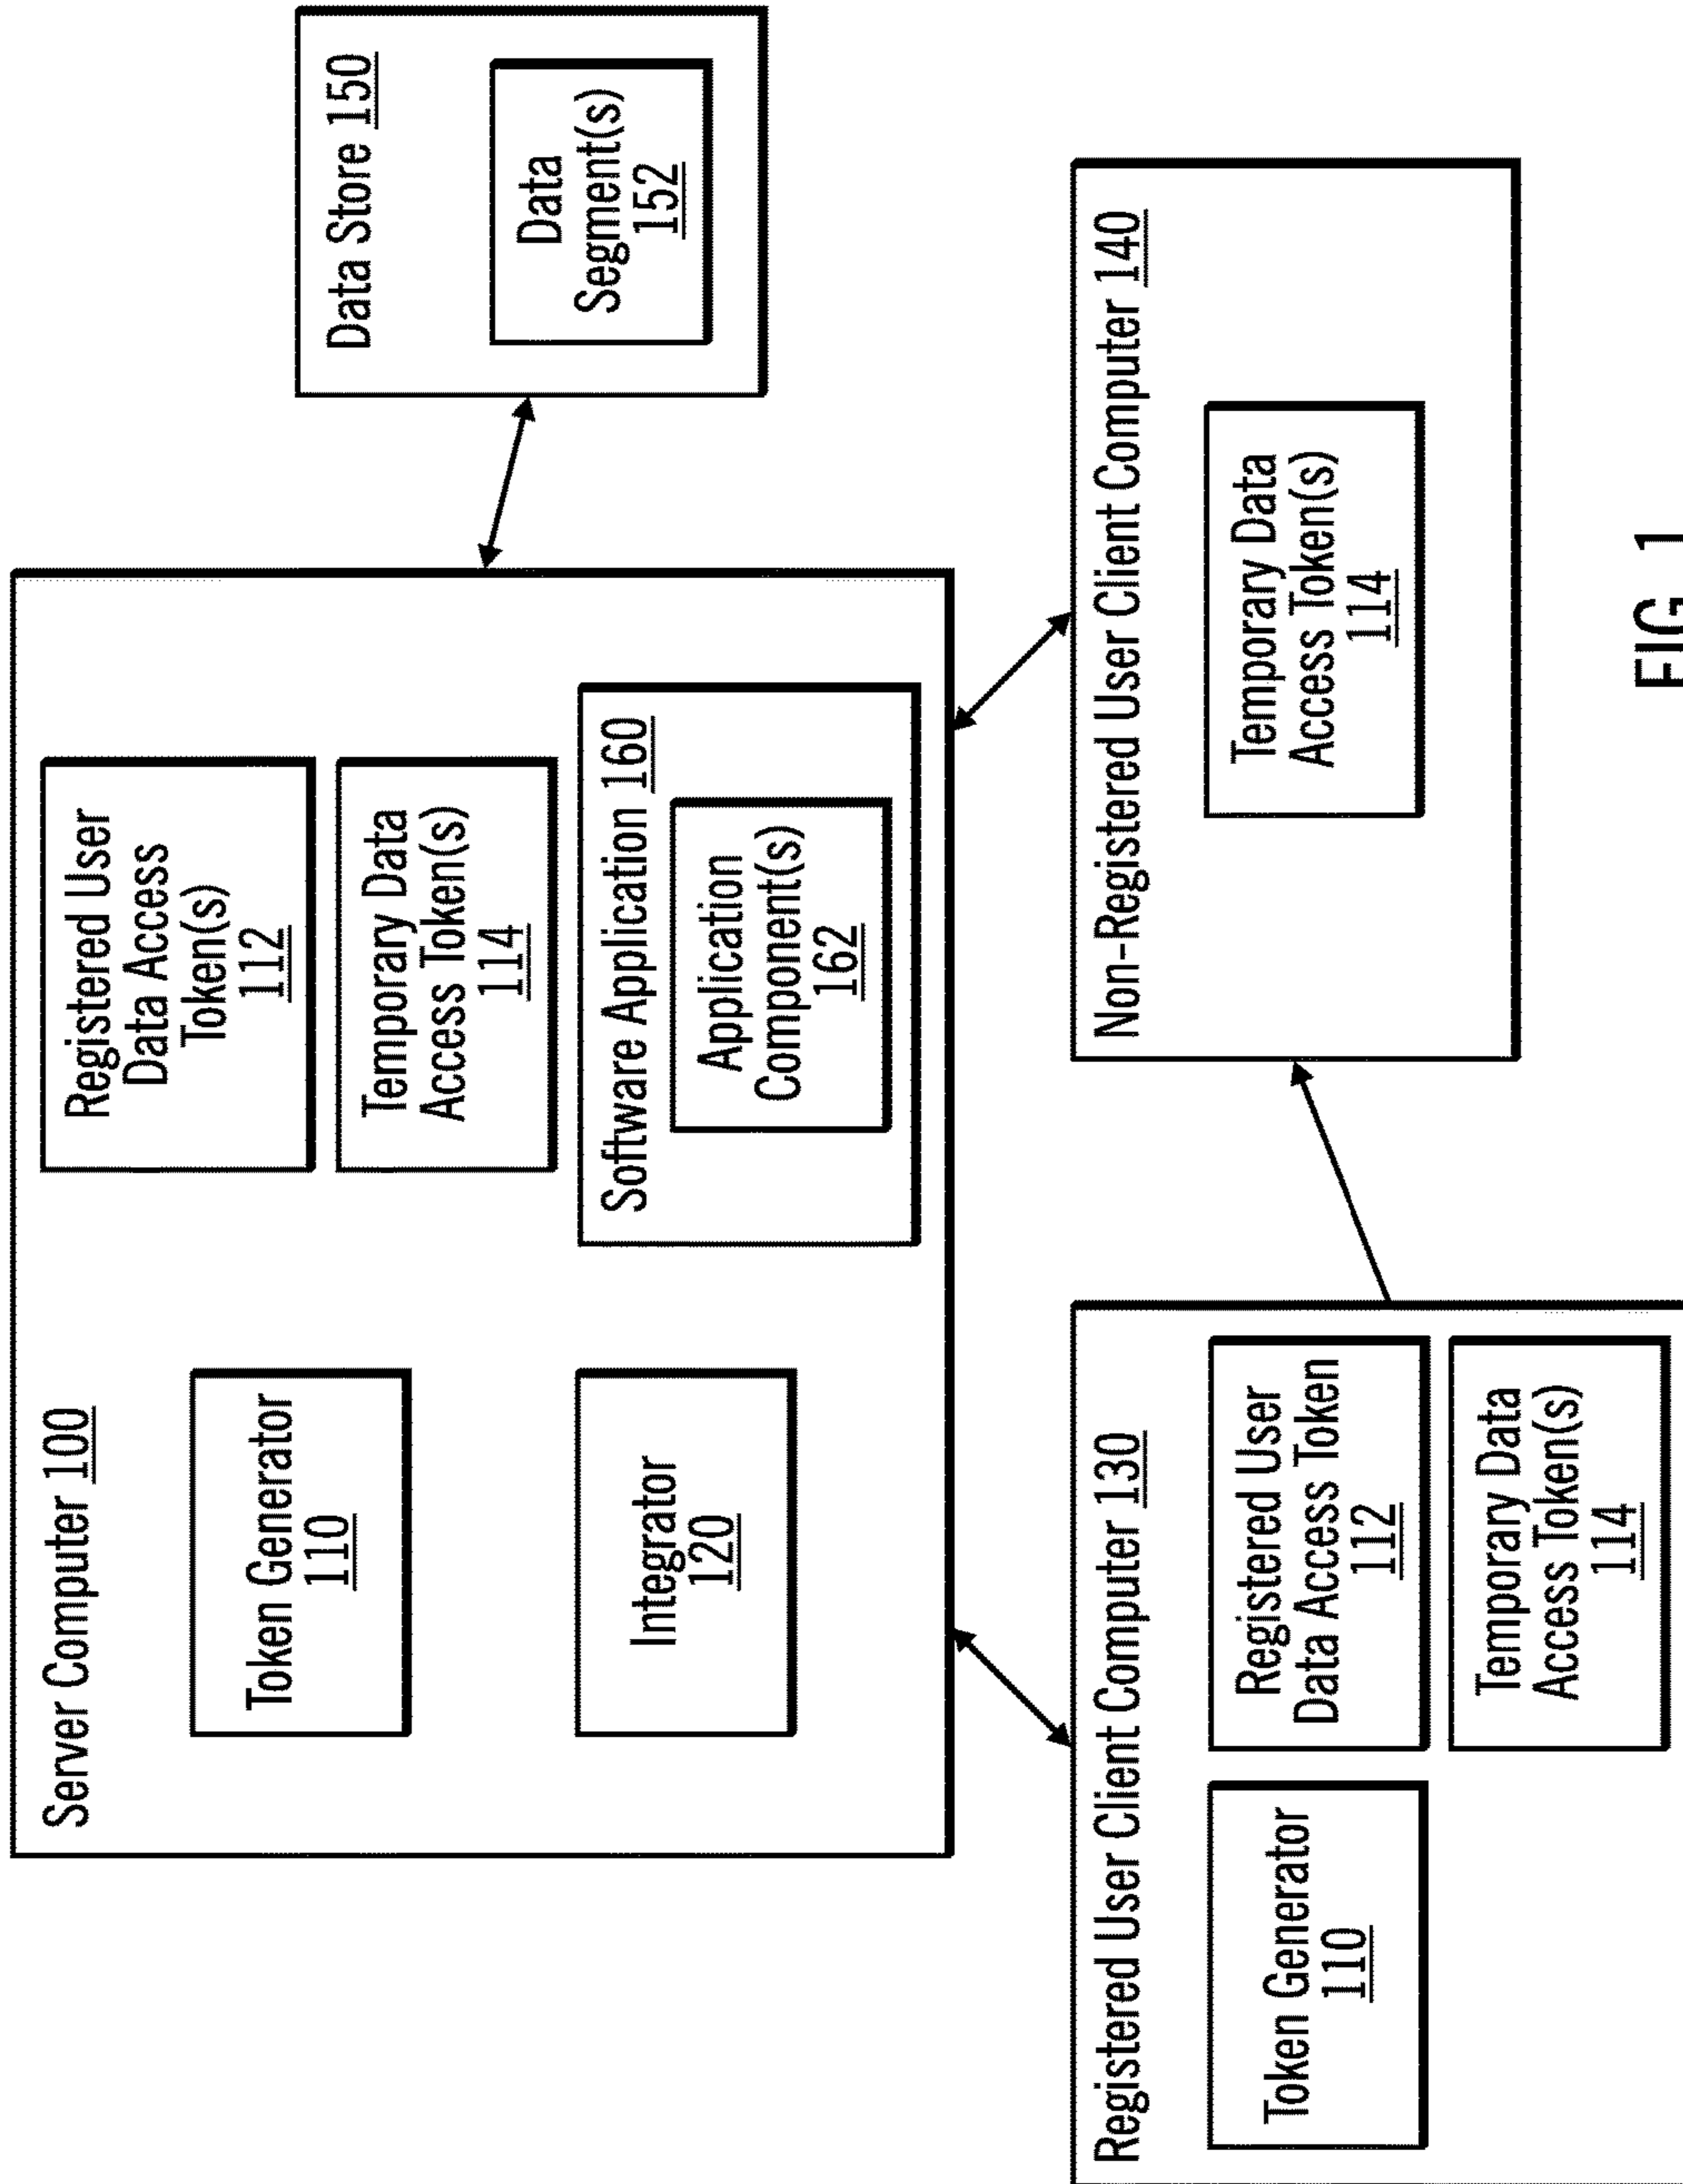 Server Computer 100
Token Generator
110
Integrator
120
Registered User
Data Access
Token(s)
112
Temporary Data
Access Token(s)
114
Software Application 160
Application
Component(s)
162
Data Store 150
Data
Segment(s)
152
Registered User Client Computer 130
Token Generator
110
Registered User
Data Access Token
112
Temporary Data
Access Token(s)
114
Non-Registered User Client Computer 140
Temporary Data
Access Token(s)
114
FIG. 1